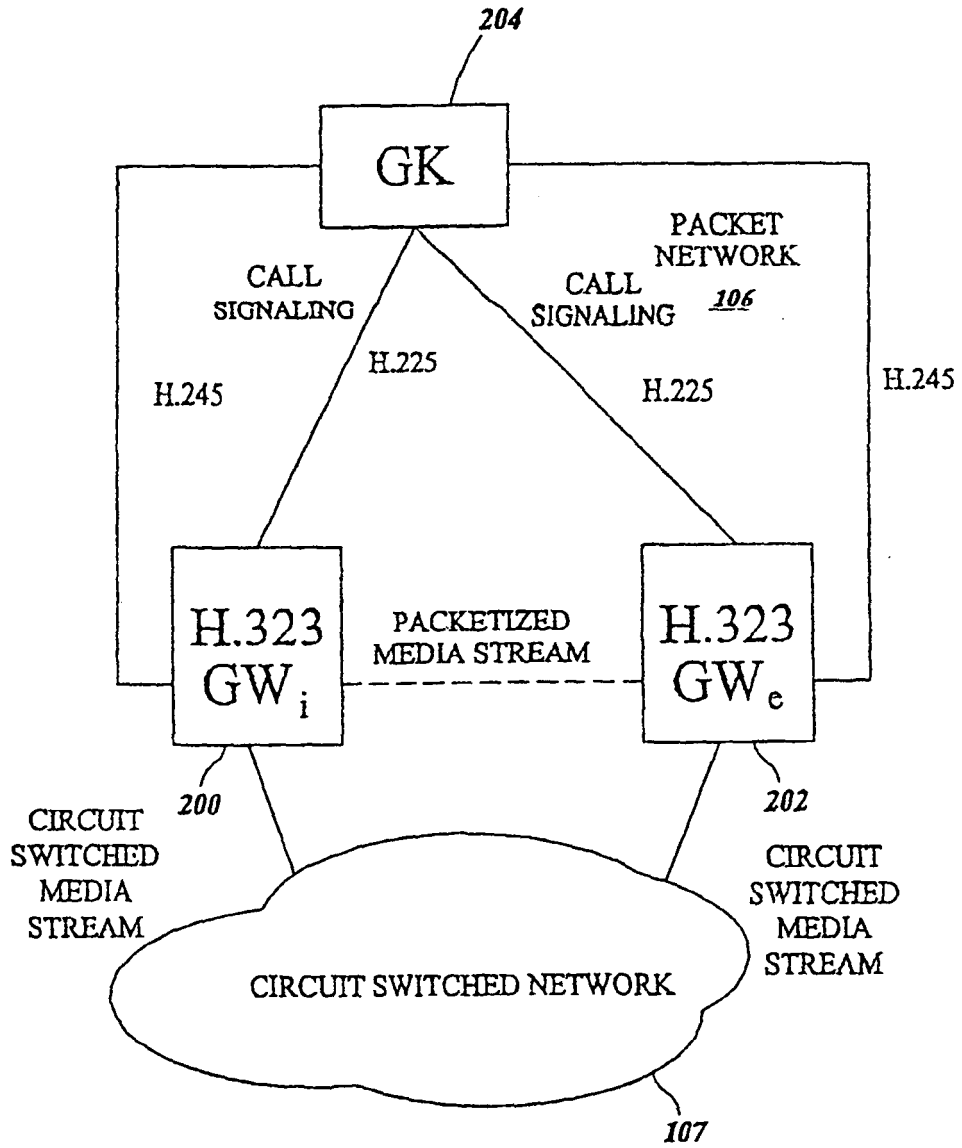 204
GK
PACKET
NETWORK
106
CALL
SIGNALING
CALL
SIGNALING
H.225
H.245
H.225
H.245
H.323
GWi
PACKETIZED
MEDIA STREAM
H.323
GWe
200
202
CIRCUIT
SWITCHED
MEDIA
STREAM
CIRCUIT
SWITCHED
MEDIA
STREAM
CIRCUIT SWITCHED NETWORK
107